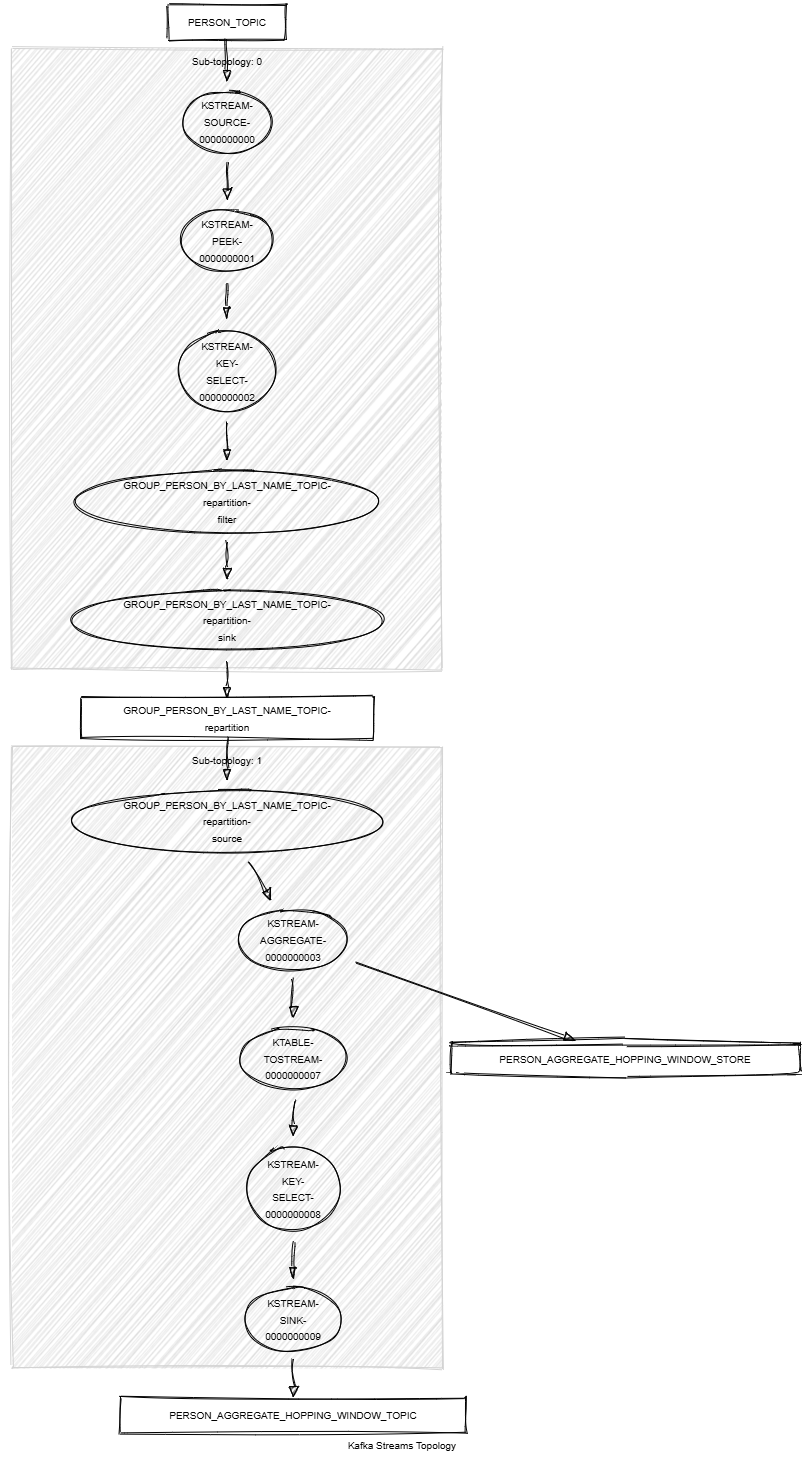 PERSON_TOPIC
Sub-topology: 0
KSTREAM-
SOURCE-
0000000000
KSTREAM-
PEEK-
0000000001
KSTREAM-
KEY-
SELECT-
0000000002
GROUP_PERSON_BY_LAST_NAME_TOPIC-
repartition-
filter
GROUP_PERSON_BY_LAST_NAME_TOPIC-
repartition-
sink
GROUP_PERSON_BY_LAST_NAME_TOPIC-
repartition
Sub-topology: 1
GROUP_PERSON_BY_LAST_NAME_TOPIC-
repartition-
source
KSTREAM-
AGGREGATE-
0000000003
KTABLE-
TOSTREAM-
0000000007
PERSON_AGGREGATE_HOPPING_WINDOW_STORE
KSTREAM-
KEY-
SELECT-
0000000008
KSTREAM-
SINK-
0000000009
PERSON_AGGREGATE_HOPPING_WINDOW_TOPIC
Kafka Streams Topology